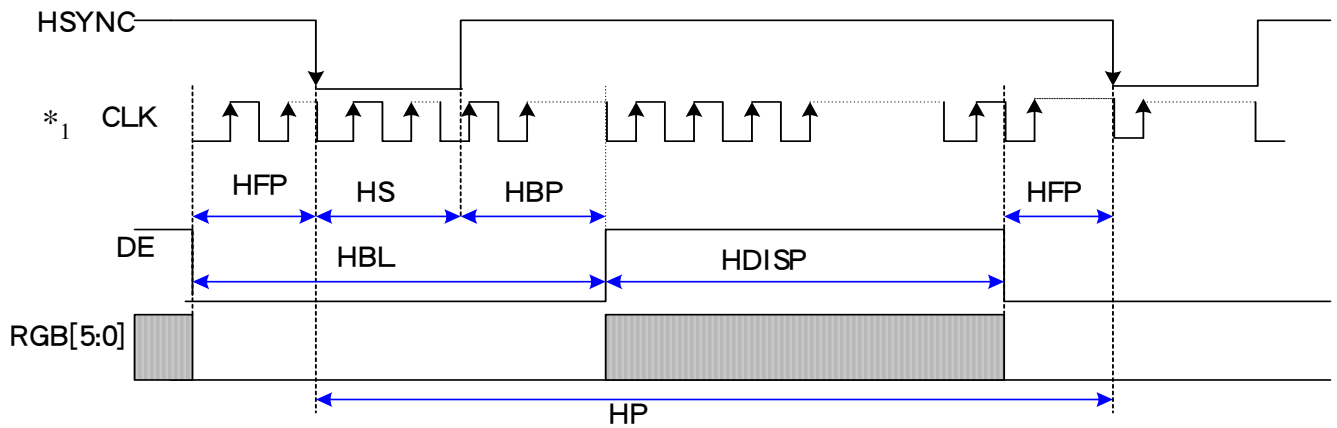 HSYNC
*1 CLK
HFP HS HBP HFP
DE
HBL HDISP
RGB[5:0]
HP